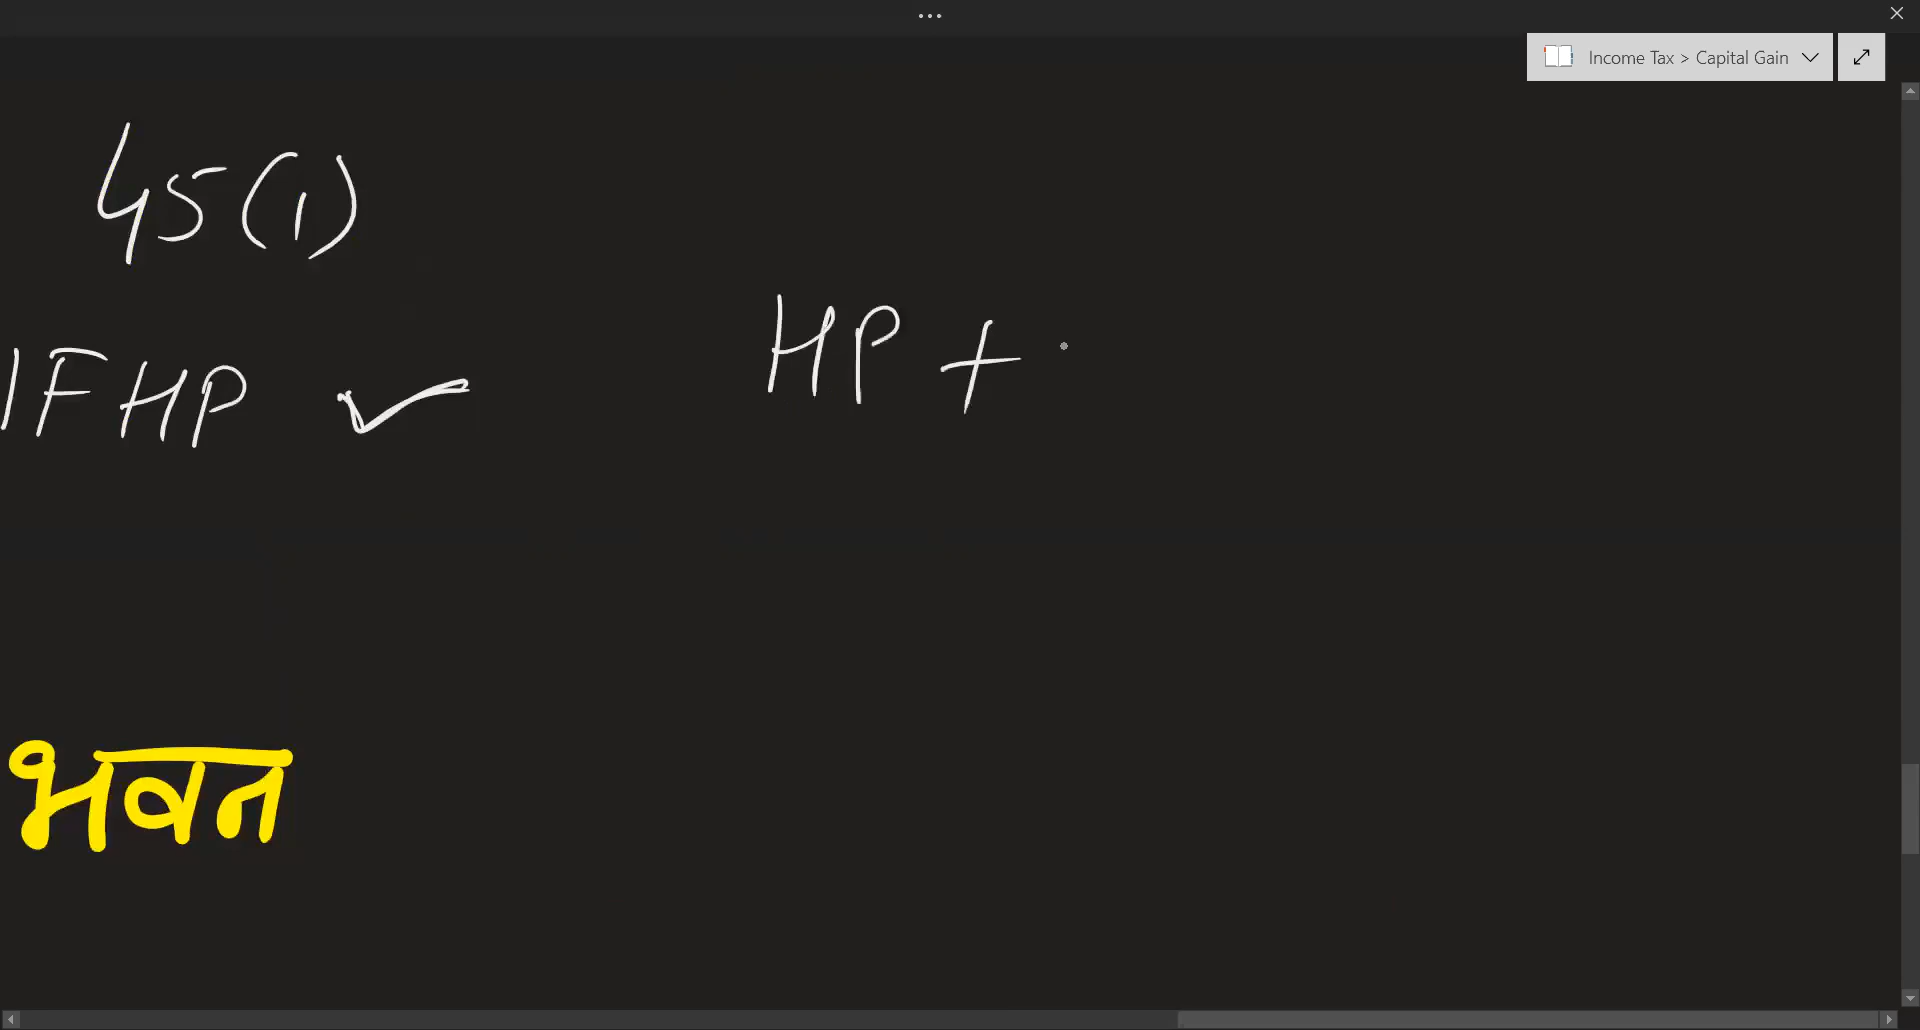 Income Tax > Capital Gain
45(1)
HP +
IFHP ✓
भवन